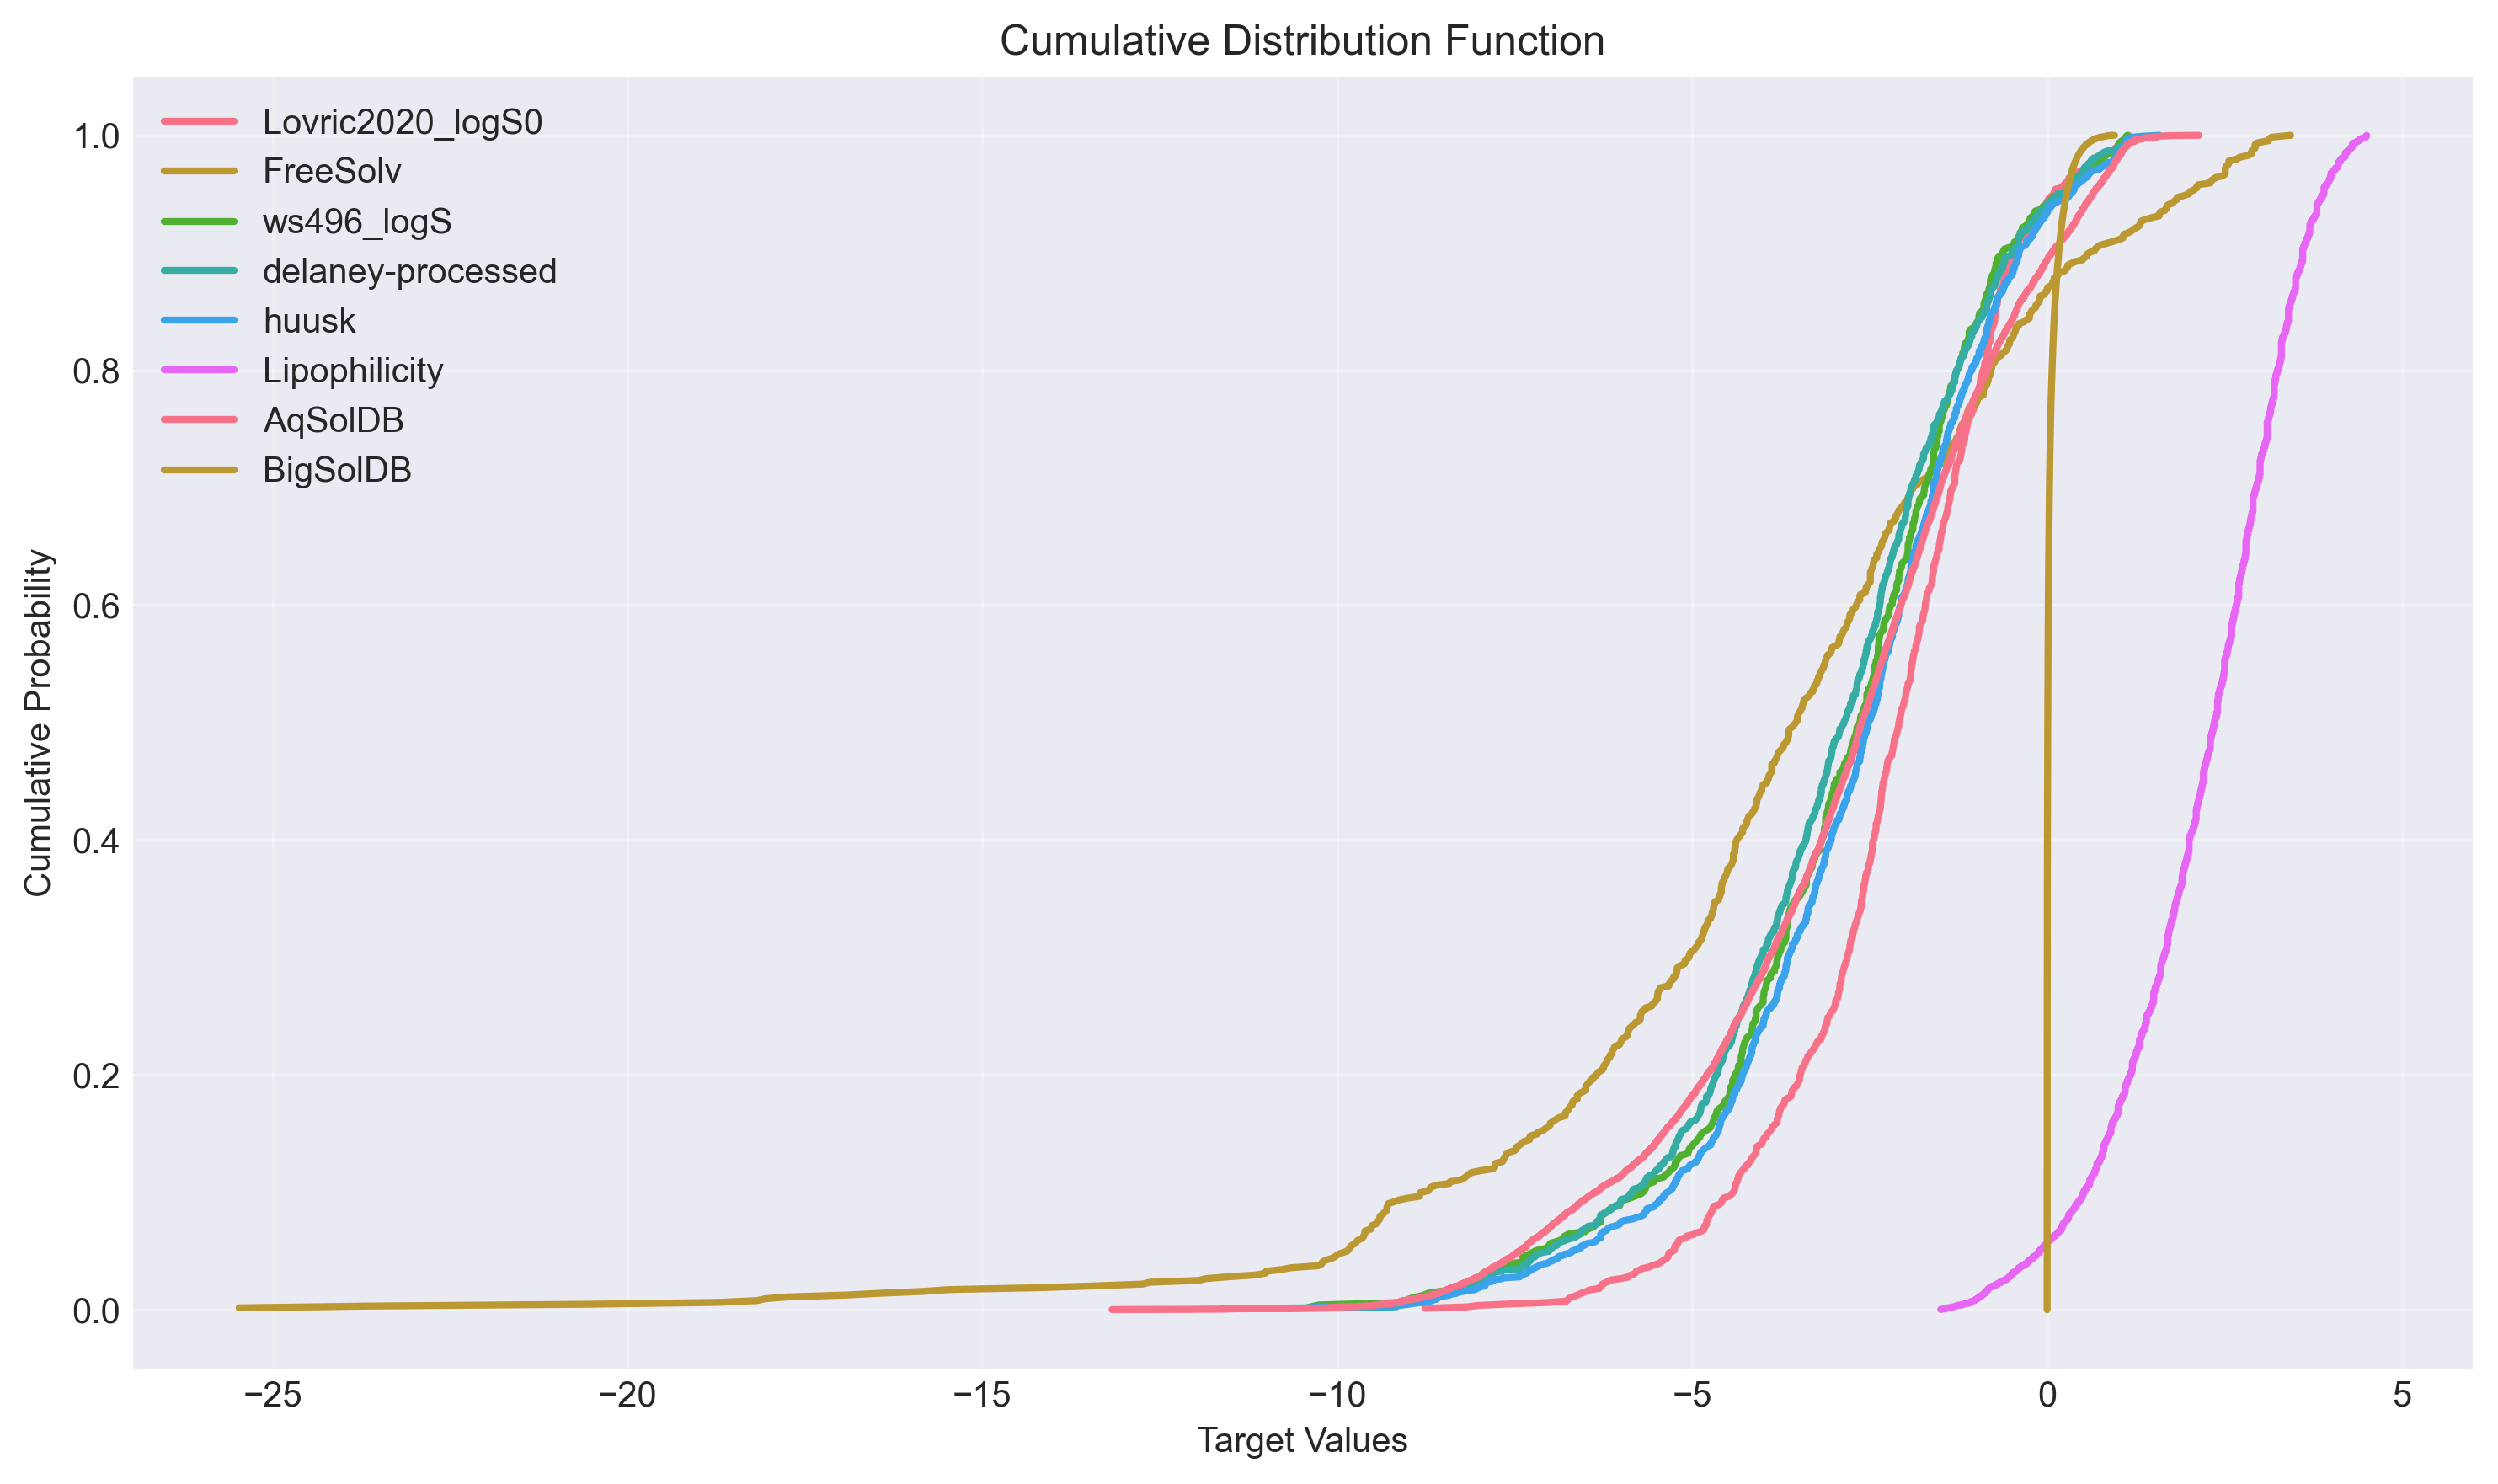 Cumulative Distribution Function
Lovric2020_logS0
FreeSolv
ws496_logS
delaney-processed
huusk
Lipophilicity
AqSolDB
BigSolDB
Cumulative Probability
1.0
0.8
0.6
0.4
0.2
0.0
−25 −20 −15 −10 −5 0 5
Target Values